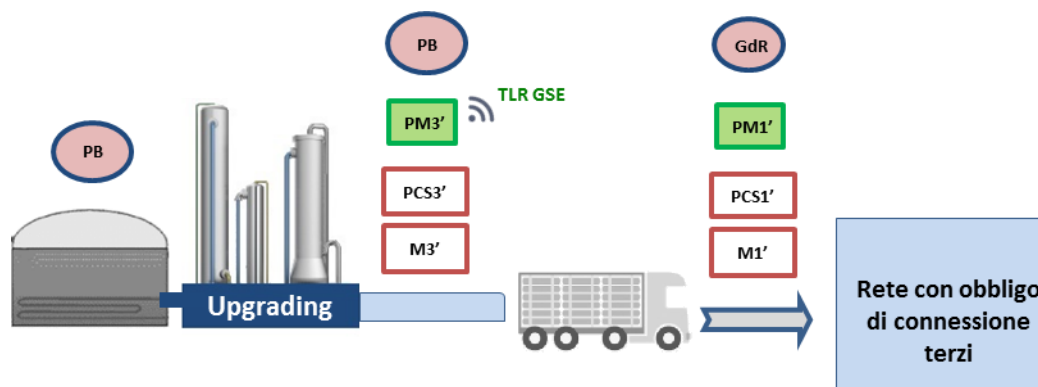 PB
GdR
TLR GSE
PM3’
PM1’
PB
PCS3’
PCS1’
M3’
M1’
Upgrading
Rete con obbligo
di connessione
terzi